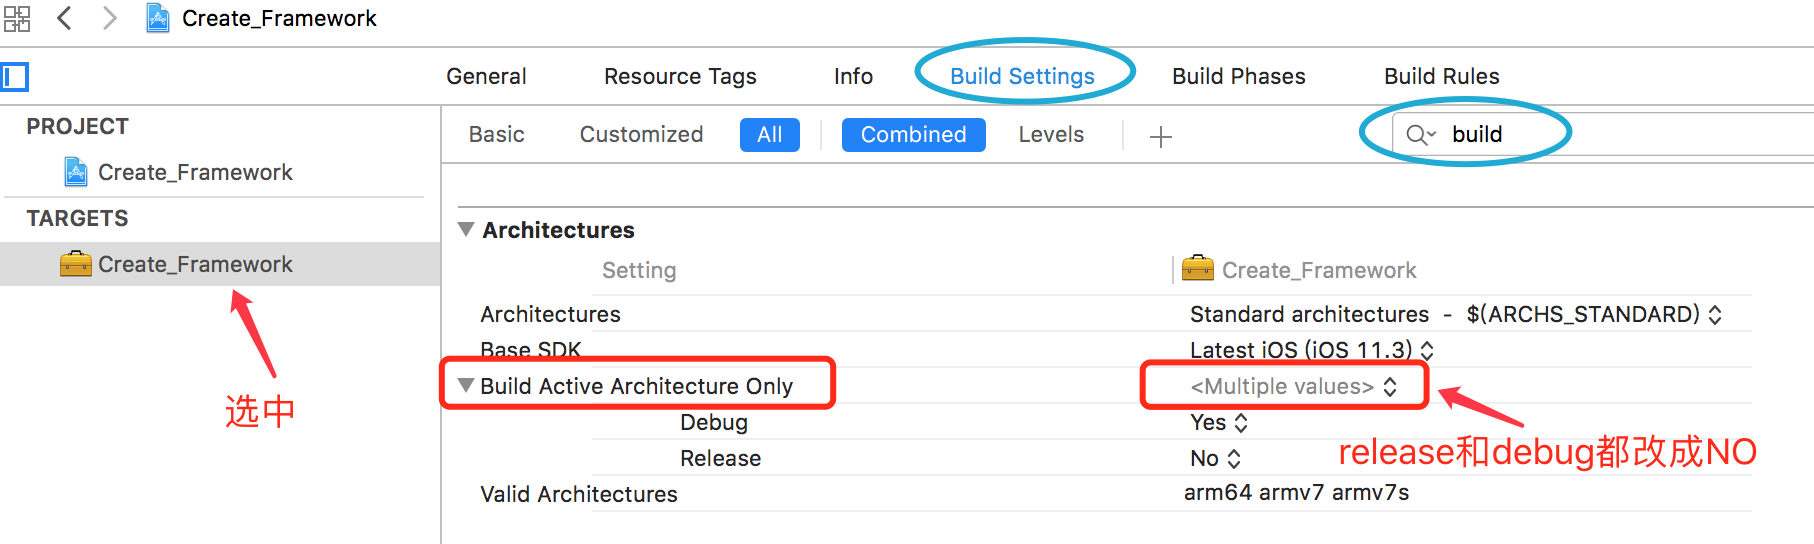 Create_Framework
General Resource Tags Info Build Settings Build Phases Build Rules
PROJECT
Create_Framework
TARGETS
Create_Framework
选中
Basic Customized All Combined Levels + build
Architectures
Setting Create_Framework
Architectures Standard architectures - $(ARCHS_STANDARD)
Base SDK Latest iOS (iOS 11.3)
Build Active Architecture Only <Multiple values>
Debug Yes
Release No
release和debug都改成NO
Valid Architectures arm64 armv7 armv7s